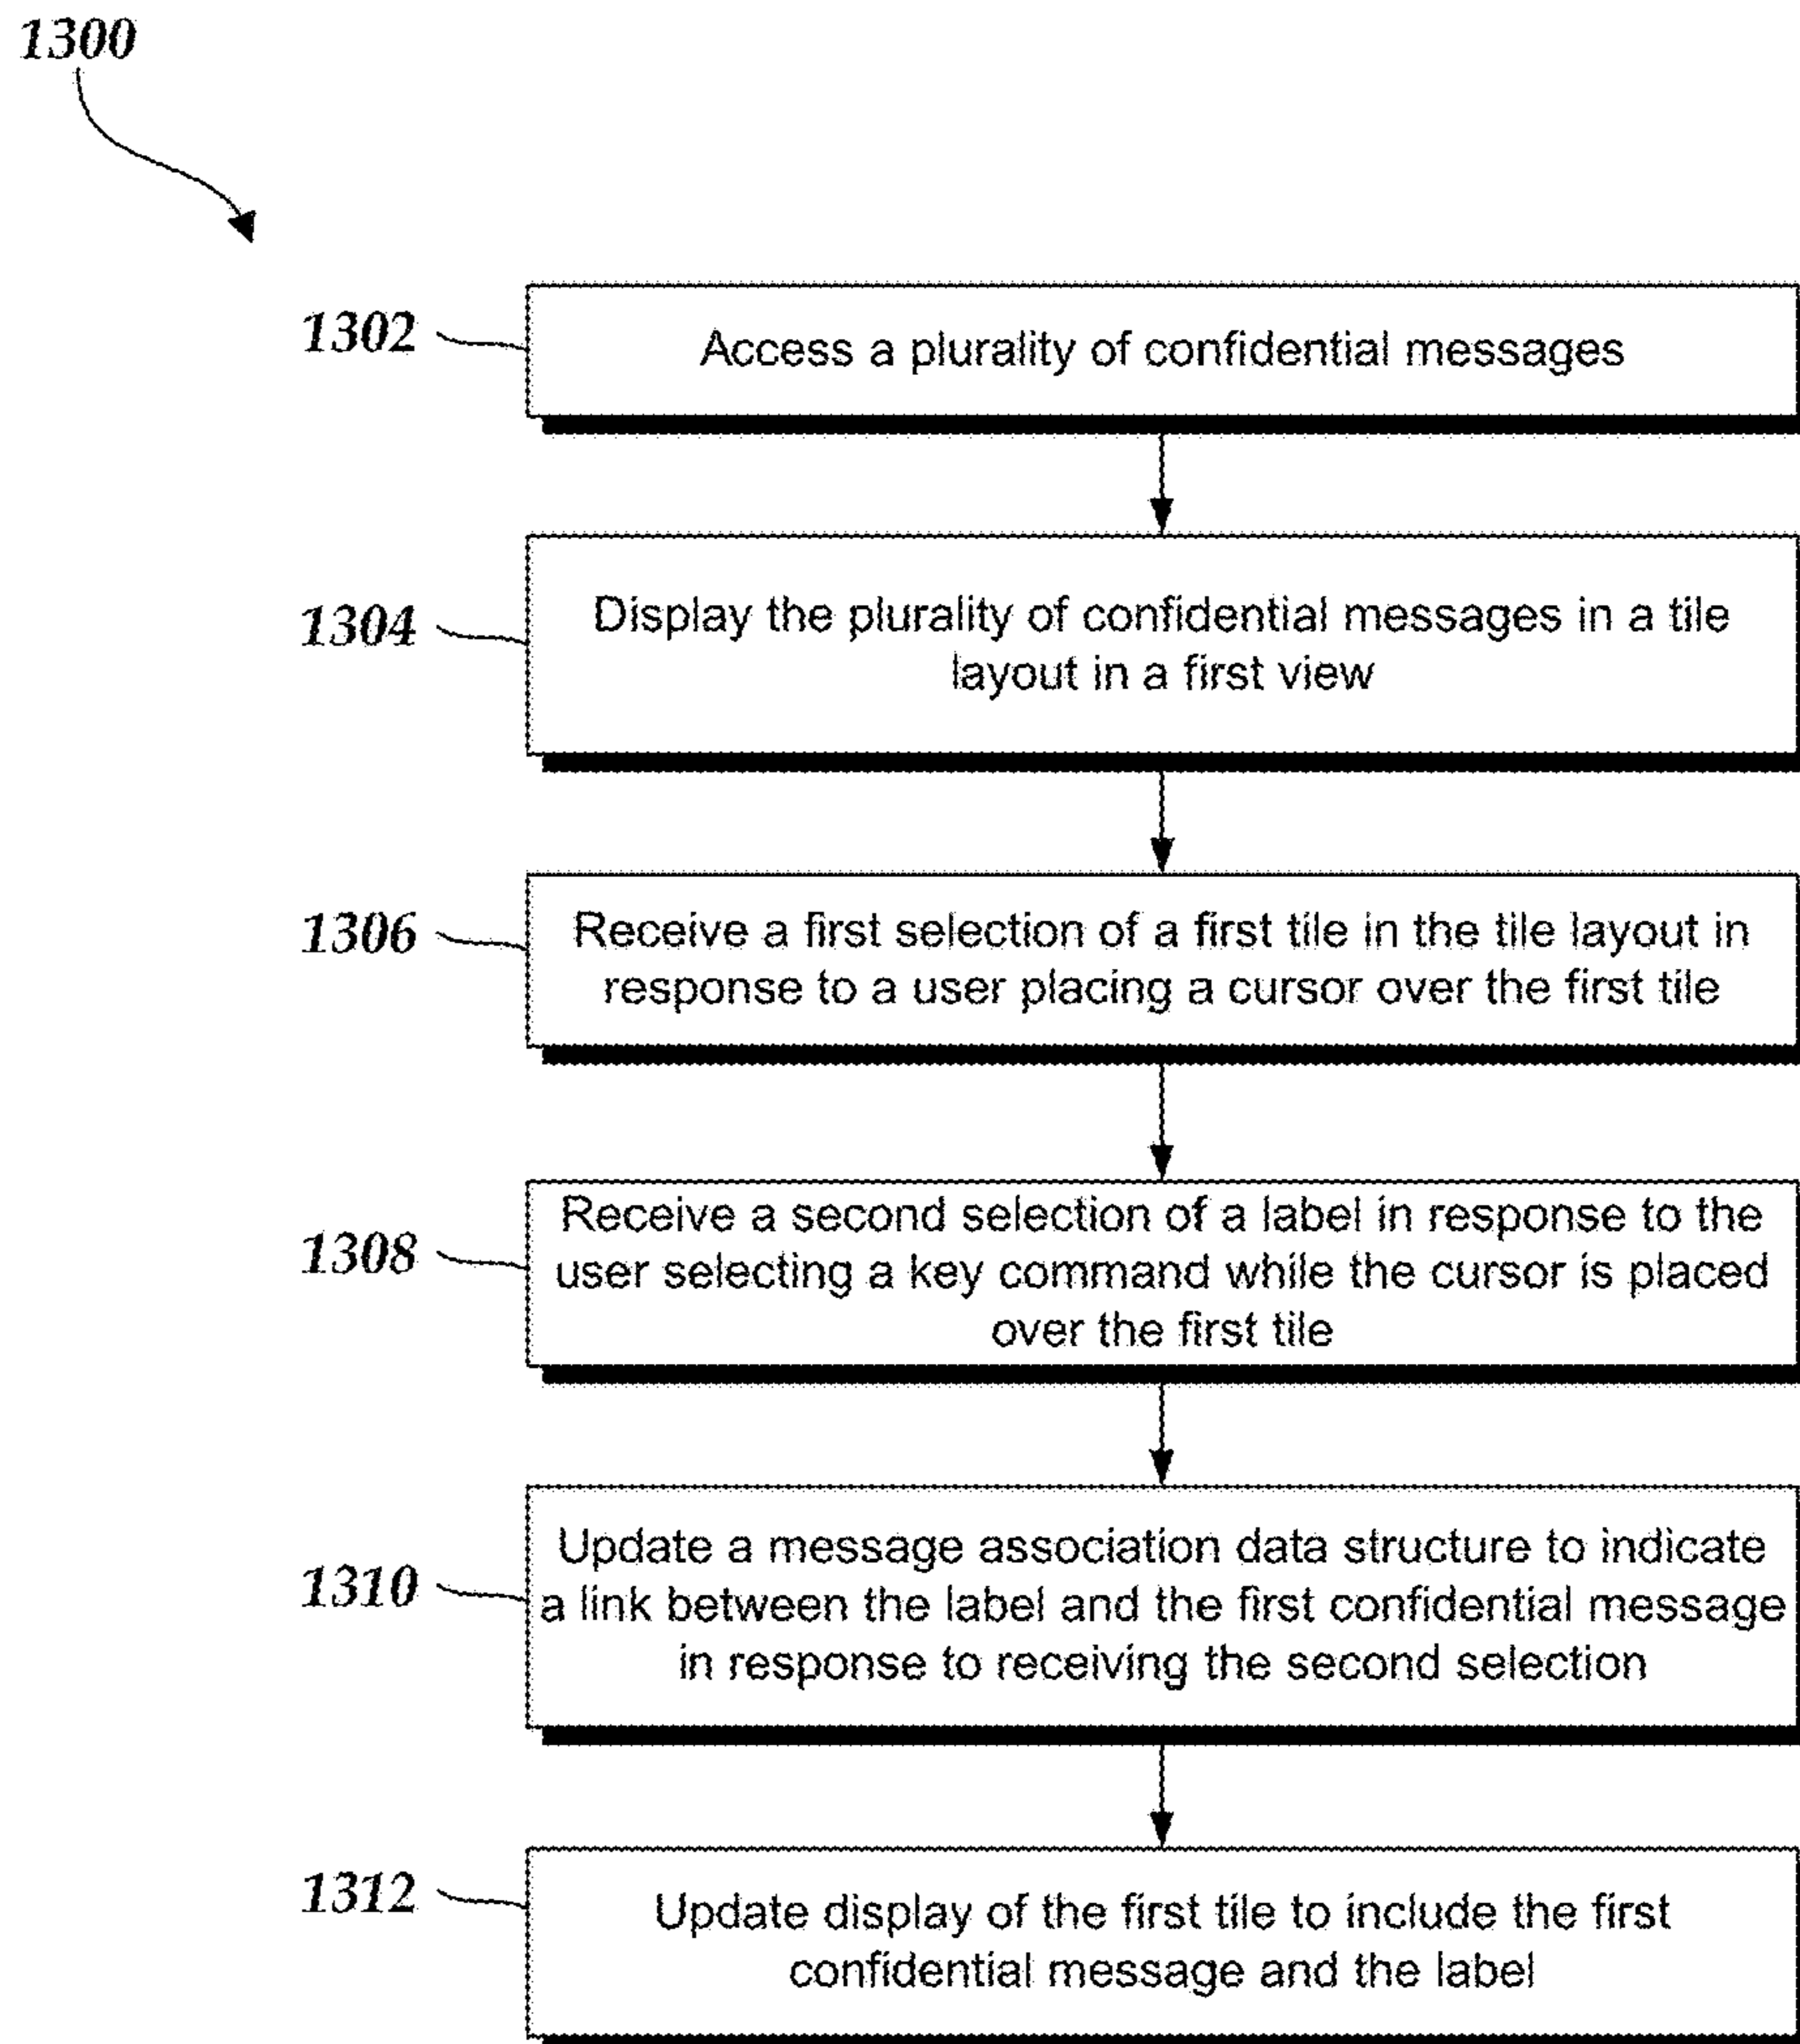 1300
1302
Access a plurality of confidential messages
1304
Display the plurality of confidential messages in a tile
layout in a first view
1306
Receive a first selection of a first tile in the tile layout in
response to a user placing a cursor over the first tile
1308
Receive a second selection of a label in response to the
user selecting a key command while the cursor is placed
over the first tile
1310
Update a message association data structure to indicate
a link between the label and the first confidential message
in response to receiving the second selection
1312
Update display of the first tile to include the first
confidential message and the label